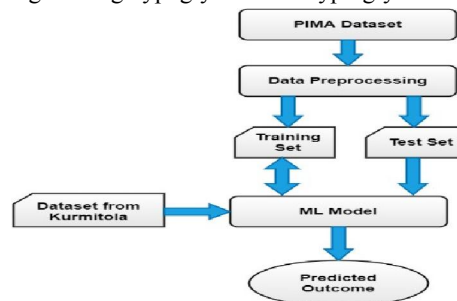 PIMA Dataset
Data Preprocessing
Training
Set
Test Set
Dataset from
Kurmitola
ML Model
Predicted
Outcome